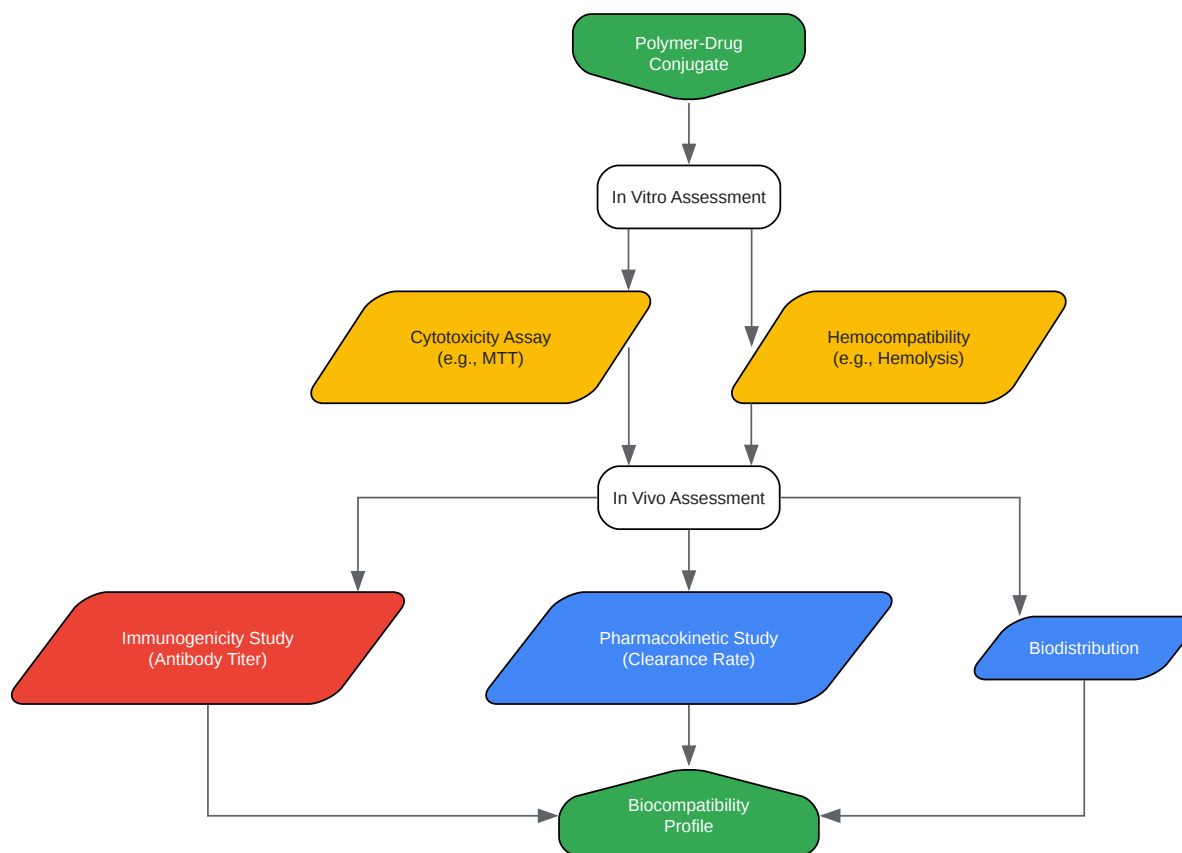 Polymer-Drug
Conjugate
In Vitro Assessment
Cytotoxicity Assay
(e.g., MTT)
Hemocompatibility
(e.g., Hemolysis)
In Vivo Assessment
Immunogenicity Study
(Antibody Titer)
Pharmacokinetic Study
(Clearance Rate)
Biodistribution
Biocompatibility
Profile